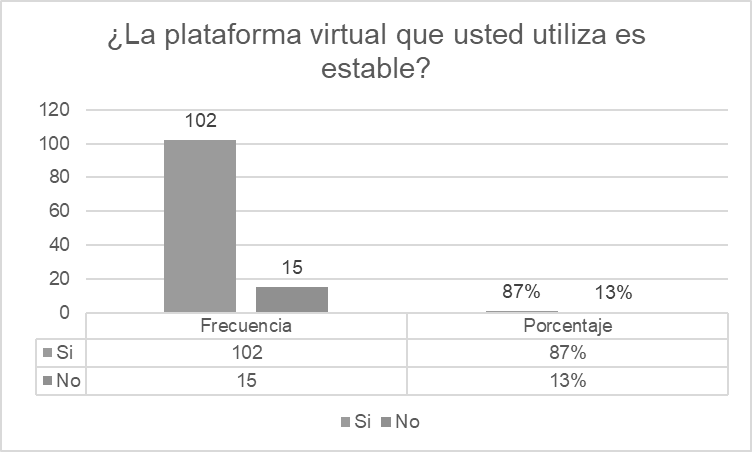 ¿La plataforma virtual que usted utiliza es
estable?
120
100
80
60
40
20
0
102
15
87%
13%
Frecuencia Porcentaje
Si 102 87%
No 15 13%
Si No